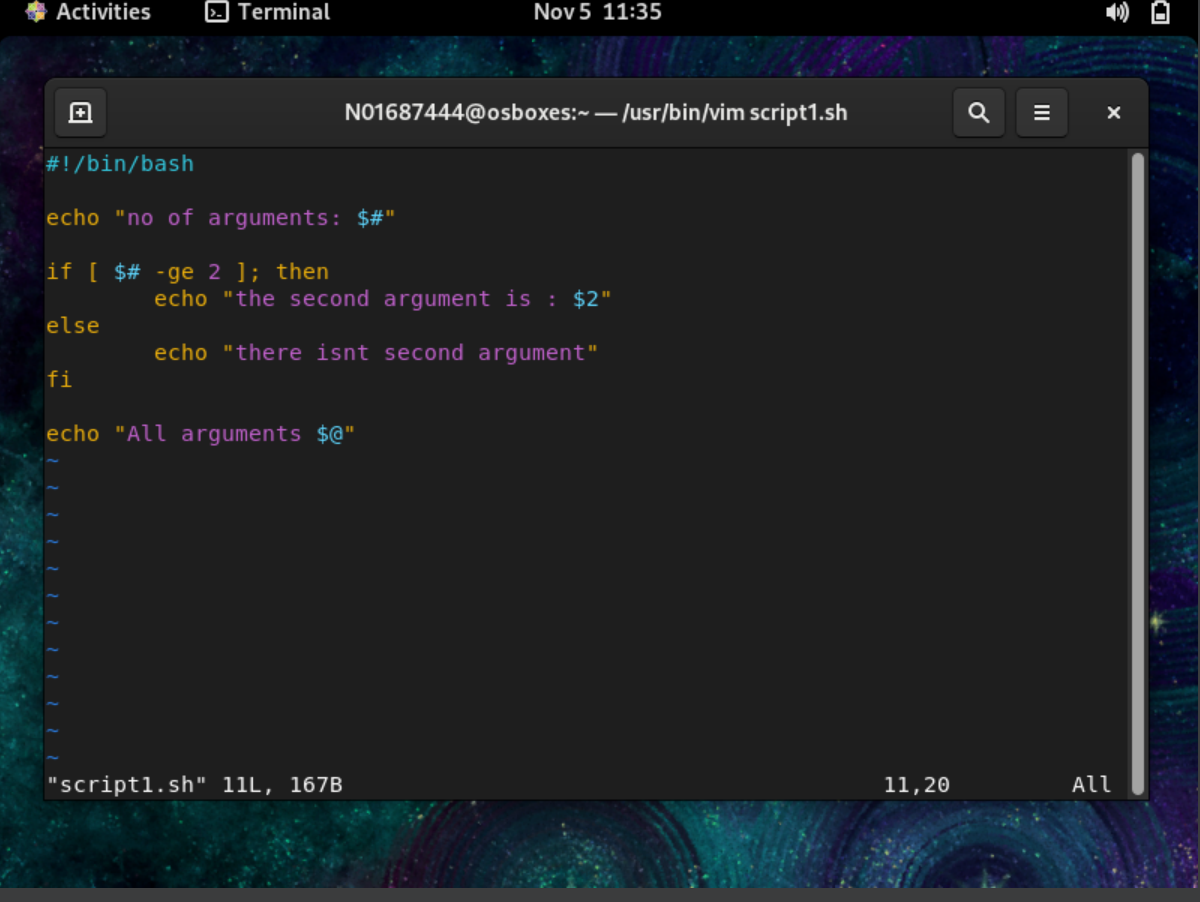 Activities Terminal Nov 5 11:35
N01687444@osboxes:~ — /usr/bin/vim script1.sh
#!/bin/bash
echo "no of arguments: $#"
if [ $# -ge 2 ]; then
        echo "the second argument is : $2"
else
        echo "there isnt second argument"
fi
echo "All arguments $@"
~
~
~
~
~
~
~
~
~
~
~
~
"script1.sh" 11L, 167B 11,20 All